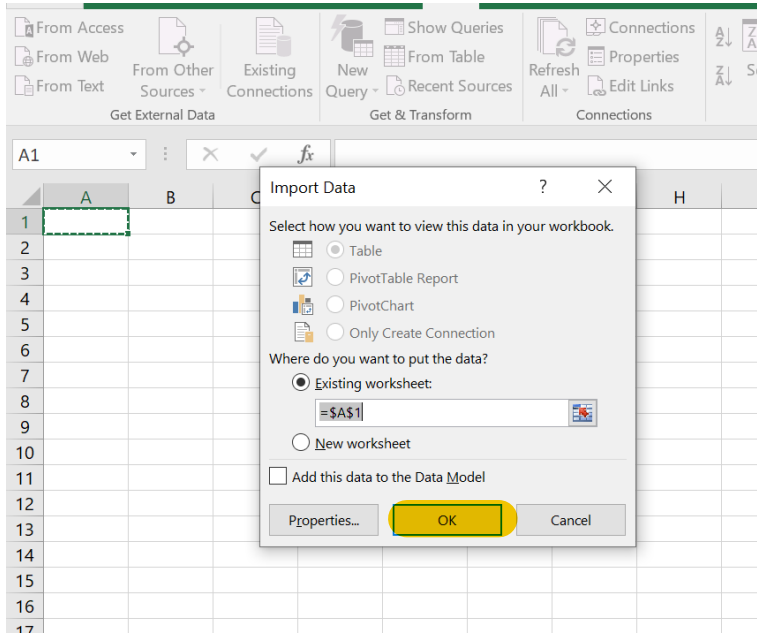 From Access
From Web
From Text
From Other
Sources
Existing
Connections
Get External Data
New
Query
Show Queries
From Table
Recent Sources
Get & Transform
Refresh
All
Connections
Properties
Edit Links
Connections
A1
fx
A B C H
1
2
3
4
5
6
7
8
9
10
11
12
13
14
15
16
17
Import Data ?
Select how you want to view this data in your workbook.
Table
PivotTable Report
PivotChart
Only Create Connection
Where do you want to put the data?
Existing worksheet:
=$A$1
New worksheet
Add this data to the Data Model
Properties... OK Cancel